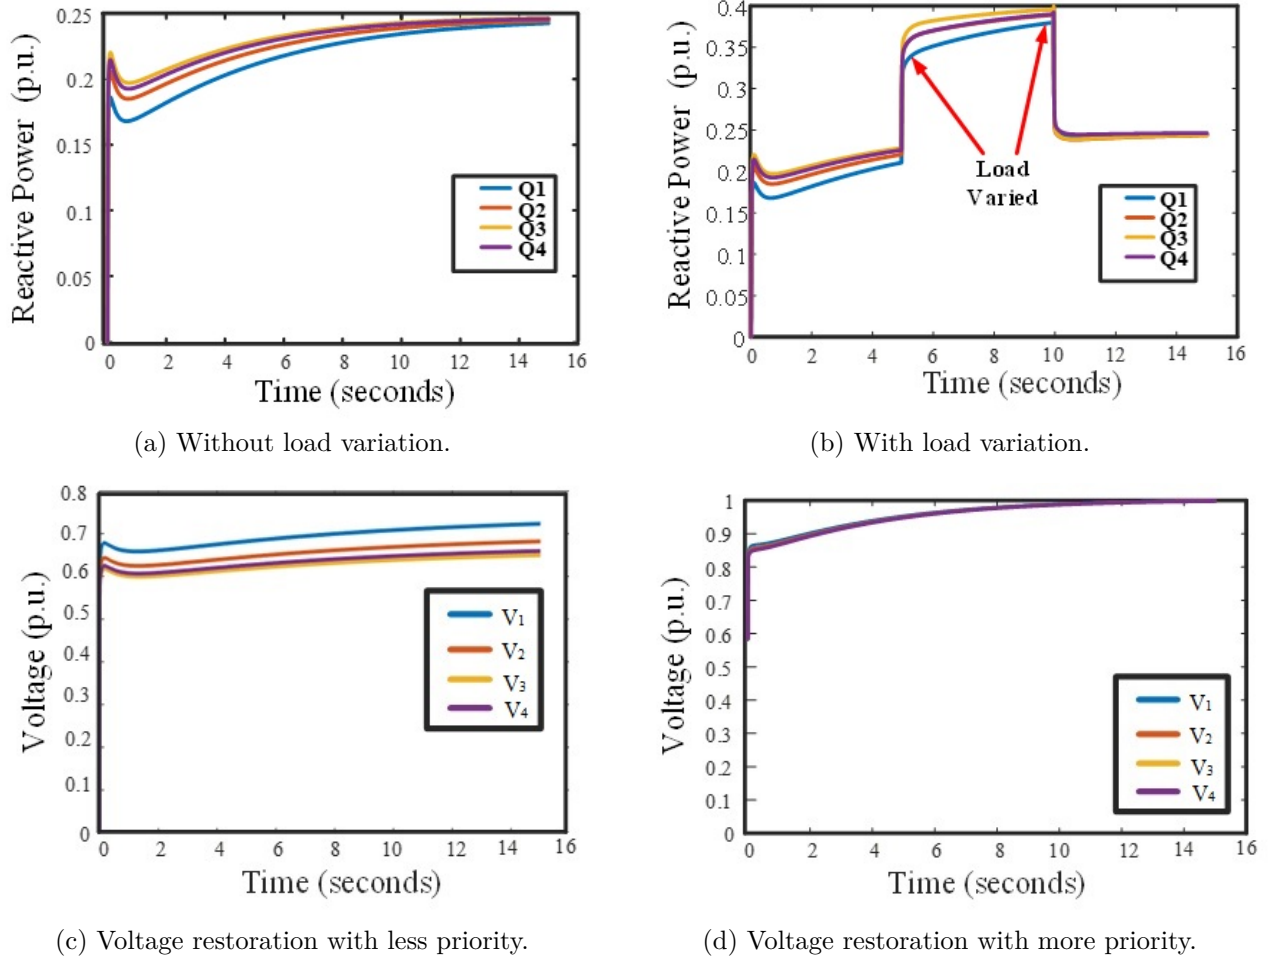 0.25
0.2
0.15
0.1
0.05
0
Reactive Power (p.u.)
Q1
Q2
Q3
Q4
0 2 4 6 8 10 12 14 16
Time (seconds)
(a) Without load variation.
0.4
0.35
0.3
0.25
0.2
0.15
0.1
0.05
0
Reactive Power (p.u.)
Load
Varied
Q1
Q2
Q3
Q4
0 2 4 6 8 10 12 14 16
Time (seconds)
(b) With load variation.
0.8
0.7
0.6
0.5
0.4
0.3
0.2
0.1
0
Voltage (p.u.)
V1
V2
V3
V4
0 2 4 6 8 10 12 14 16
Time (seconds)
(c) Voltage restoration with less priority.
1
0.9
0.8
0.7
0.6
0.5
0.4
0.3
0.2
0.1
0
Voltage (p.u.)
V1
V2
V3
V4
0 2 4 6 8 10 12 14 16
Time (seconds)
(d) Voltage restoration with more priority.